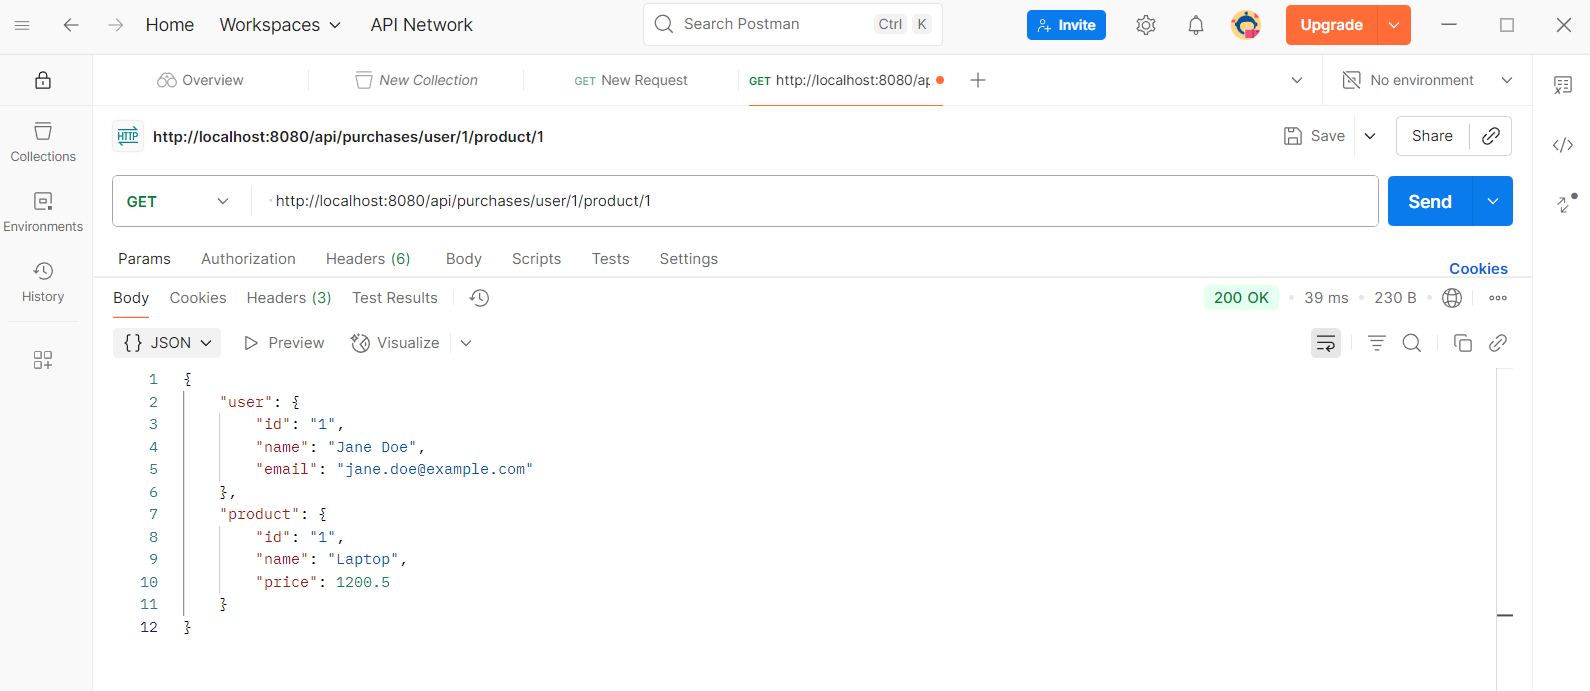 Home Workspaces API Network Search Postman Ctrl K Invite Upgrade
Overview New Collection GET New Request GET http://localhost:8080/ap No environment
HTTP http://localhost:8080/api/purchases/user/1/product/1 Save Share
Collections
GET http://localhost:8080/api/purchases/user/1/product/1 Send
Environments
Params Authorization Headers (6) Body Scripts Tests Settings Cookies
History
Body Cookies Headers (3) Test Results 200 OK 39 ms 230 B
{} JSON Preview Visualize
1 {
2 "user": {
3 "id": "1",
4 "name": "Jane Doe",
5 "email": "jane.doe@example.com"
6 },
7 "product": {
8 "id": "1",
9 "name": "Laptop",
10 "price": 1200.5
11 }
12 }